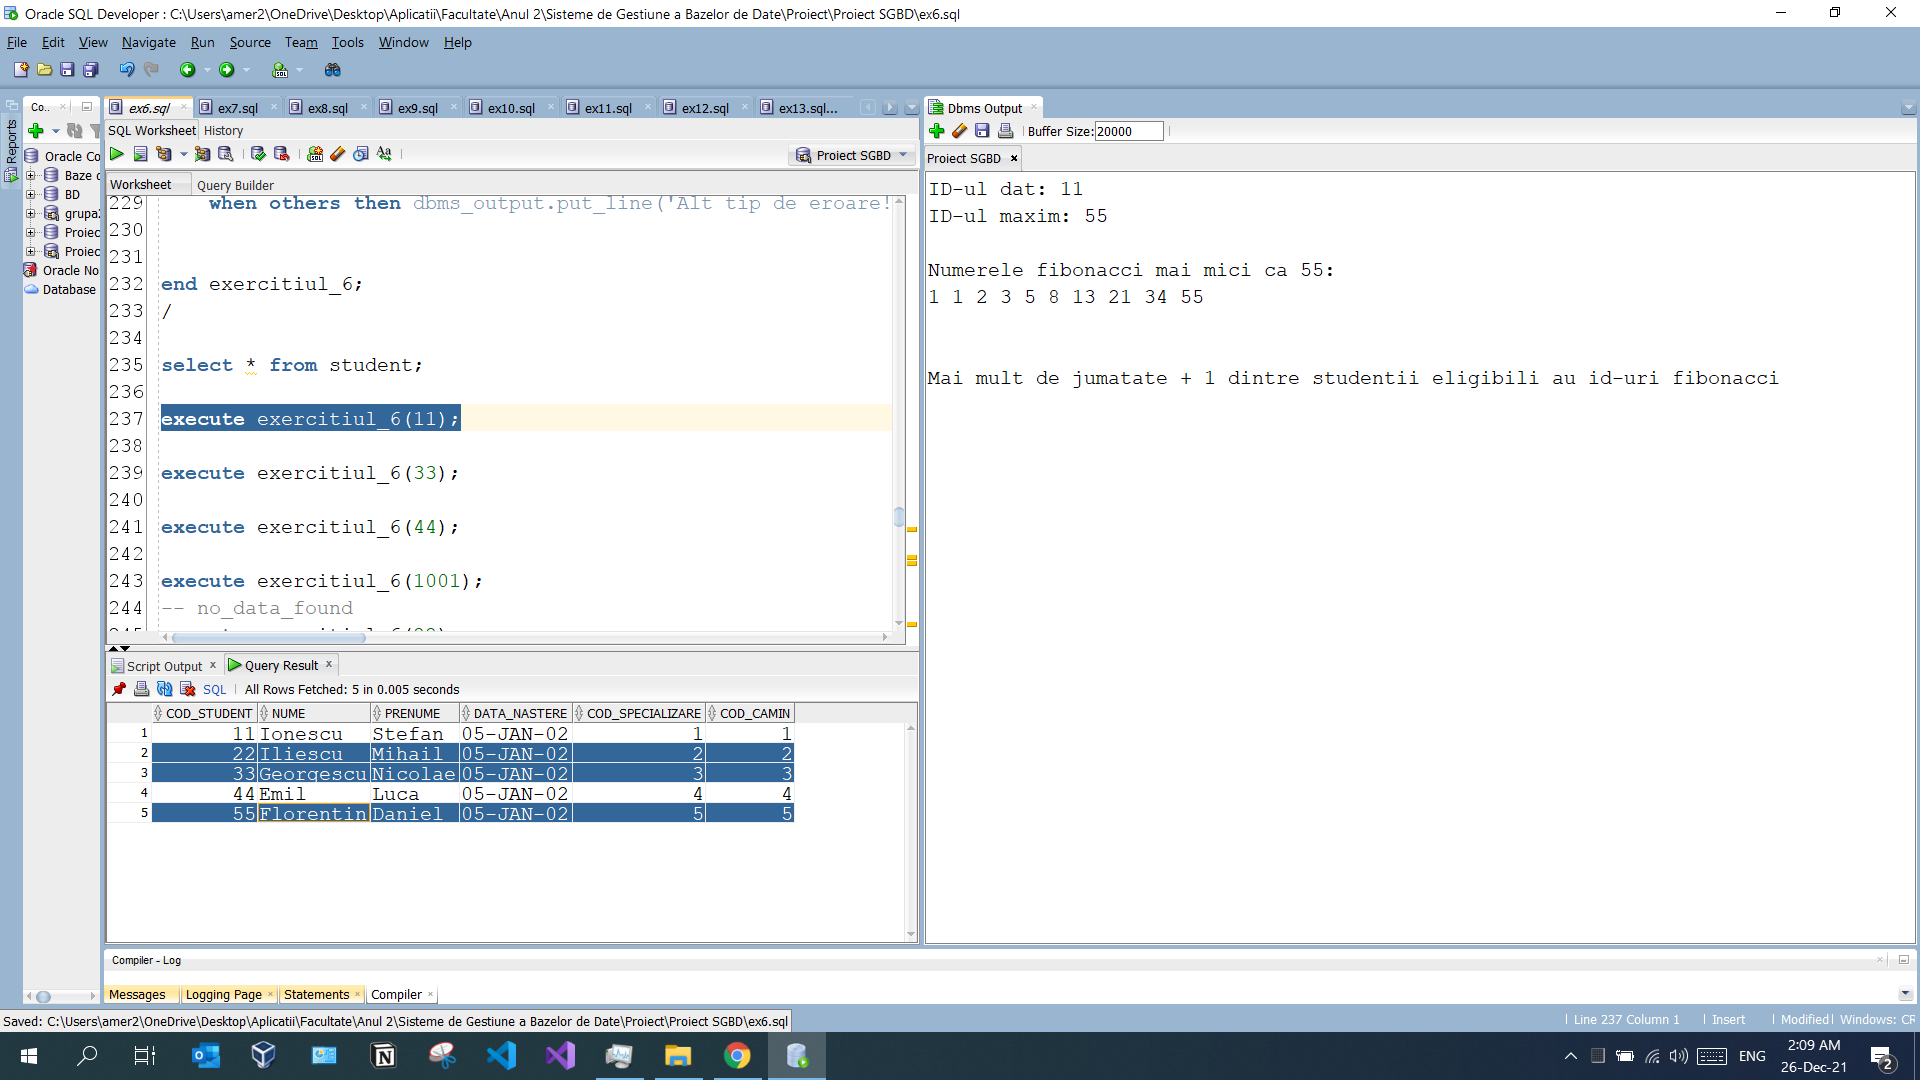 Oracle SQL Developer : C:\Users\amer2\OneDrive\Desktop\Aplicatii\Facultate\Anul 2\Sisteme de Gestiune a Bazelor de Date\Proiect\Proiect SGBD\ex6.sql
File Edit View Navigate Run Source Team Tools Window Help
Reports
Co..
Oracle Co
Baze
BD
grupa
Proiec
Proiec
Oracle No
Database
ex6.sql ex7.sql ex8.sql ex9.sql ex10.sql ex11.sql ex12.sql ex13.sql...
SQL Worksheet History
Proiect SGBD
Worksheet Query Builder
229 when others then dbms_output.put_line('Alt tip de eroare!
230
231
232 end exercitiul_6;
233 /
234
235 select * from student;
236
237 execute exercitiul_6(11);
238
239 execute exercitiul_6(33);
240
241 execute exercitiul_6(44);
242
243 execute exercitiul_6(1001);
244 -- no_data_found
Script Output x Query Result x
SQL All Rows Fetched: 5 in 0.005 seconds
COD_STUDENT NUME PRENUME DATA_NASTERE COD_SPECIALIZARE COD_CAMIN
1 11 Ionescu Stefan 05-JAN-02 1 1
2 22 Iliescu Mihail 05-JAN-02 2 2
3 33 Georgescu Nicolae 05-JAN-02 3 3
4 44 Emil Luca 05-JAN-02 4 4
5 55 Florentin Daniel 05-JAN-02 5 5
Dbms Output
Buffer Size: 20000
Proiect SGBD x
ID-ul dat: 11
ID-ul maxim: 55
Numerele fibonacci mai mici ca 55:
1 1 2 3 5 8 13 21 34 55
Mai mult de jumatate + 1 dintre studentii eligibili au id-uri fibonacci
Compiler - Log
Messages Logging Page Statements Compiler
Saved: C:\Users\amer2\OneDrive\Desktop\Aplicatii\Facultate\Anul 2\Sisteme de Gestiune a Bazelor de Date\Proiect\Proiect SGBD\ex6.sql
Line 237 Column 1 Insert Modified Windows: CR
ENG
2:09 AM
26-Dec-21
2